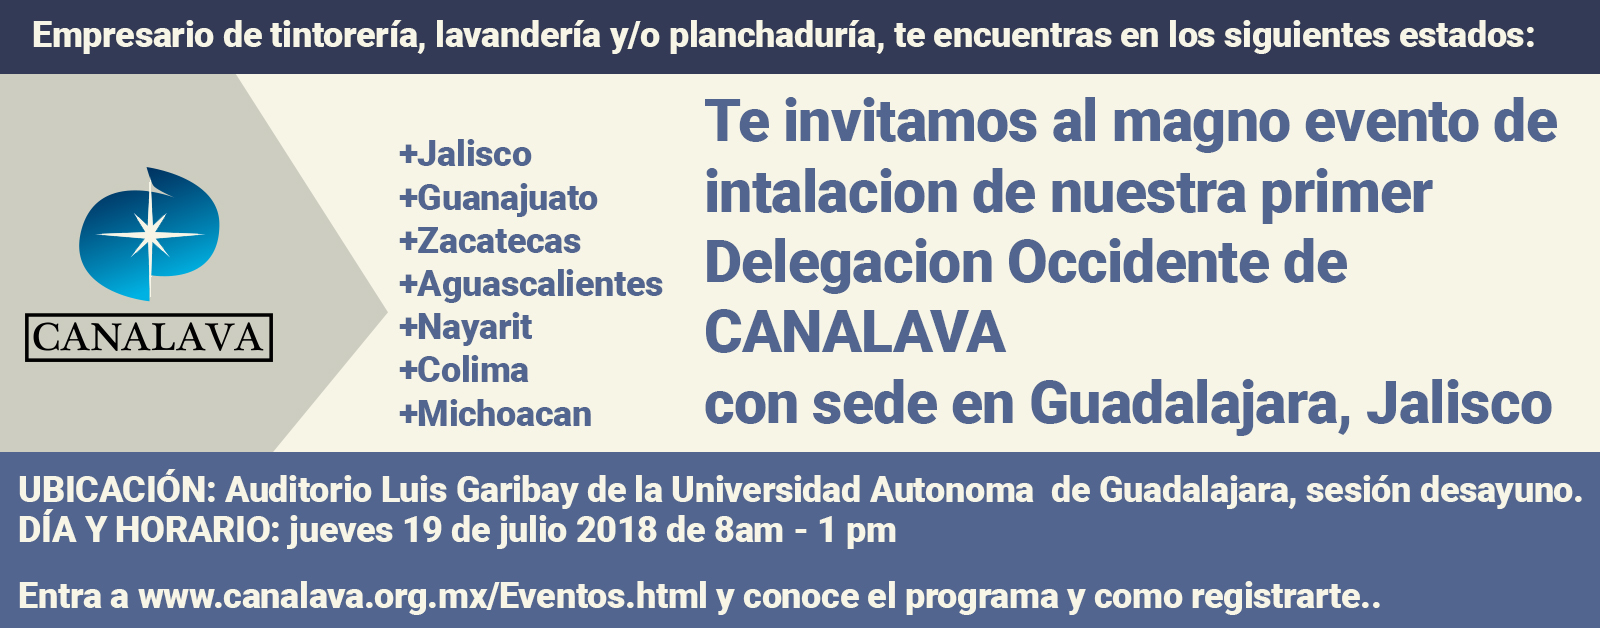 Empresario de tintorería, lavandería y/o planchaduría, te encuentras en los siguientes estados:
CANALAVA
+Jalisco
+Guanajuato
+Zacatecas
+Aguascalientes
+Nayarit
+Colima
+Michoacan
Te invitamos al magno evento de
intalacion de nuestra primer
Delegacion Occidente de
CANALAVA
con sede en Guadalajara, Jalisco
UBICACIÓN: Auditorio Luis Garibay de la Universidad Autonoma  de Guadalajara, sesión desayuno.
DÍA Y HORARIO: jueves 19 de julio 2018 de 8am - 1 pm
Entra a www.canalava.org.mx/Eventos.html y conoce el programa y como registrarte..